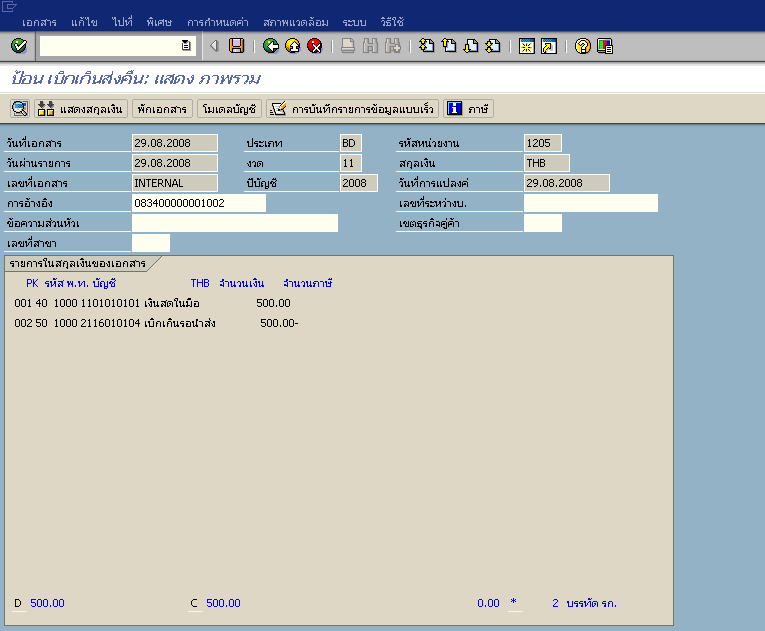 เอกสาร แก้ไข ไปที่ พิเศษ การกำหนดค่า สภาพแวดล้อม ระบบ วิธีใช้
ป้อน เบิกเกินส่งคืน: แสดง ภาพรวม
แสดงสกุลเงิน พักเอกสาร โมเดลบัญชี การบันทึกรายการข้อมูลแบบเร็ว ภาษี
วันที่เอกสาร 29.08.2008 ประเภท BD รหัสหน่วยงาน 1205
วันผ่านรายการ 29.08.2008 งวด 11 สกุลเงิน THB
เลขที่เอกสาร INTERNAL ปีบัญชี 2008 วันที่การแปลงค่ 29.08.2008
การอ้างอิง 083400000001002 เลขที่ระหว่างบ.
ข้อความส่วนหัวเ เขตธุรกิจคู่ค้า
เลขที่สาขา
รายการในสกุลเงินของเอกสาร
PK รหัส พ.ท. บัญชี THB จำนวนเงิน จำนวนภาษี
001 40 1000 1101010101 เงินสดในมือ 500.00
002 50 1000 2116010104 เบิกเกินรอนำส่ง 500.00-
D 500.00 C 500.00 0.00 * 2 บรรทัด รก.